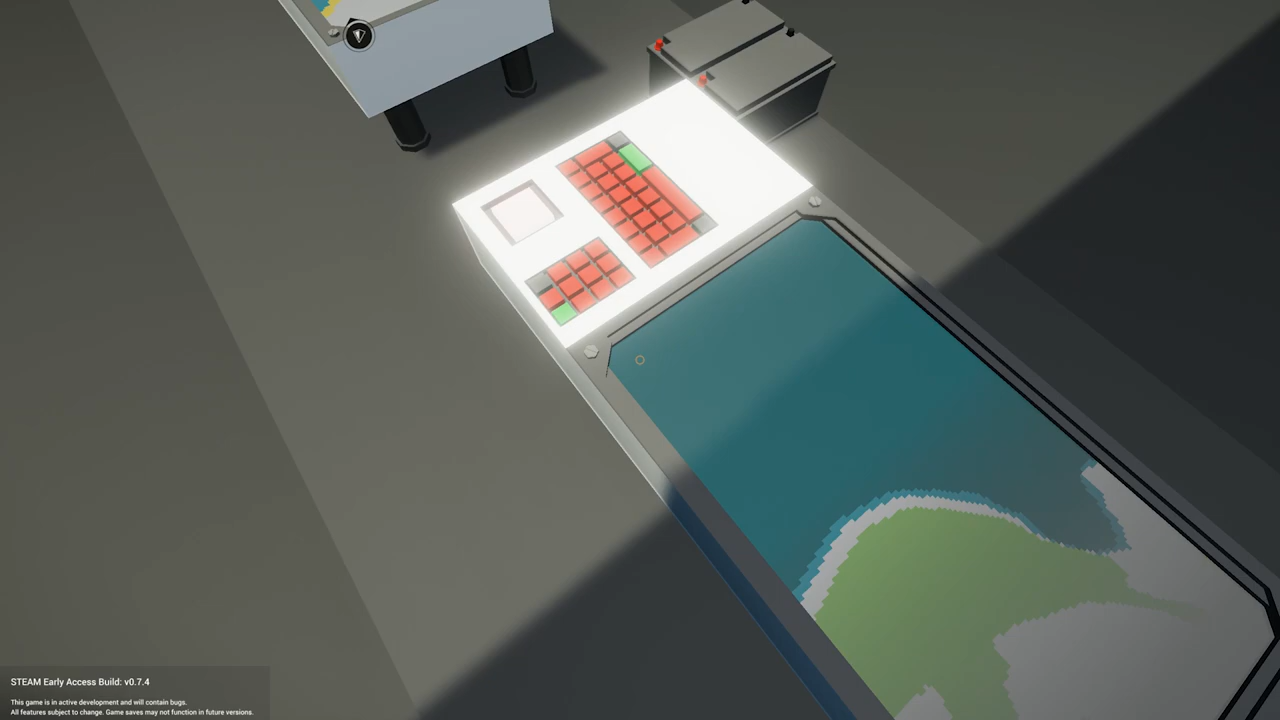 STEAM Early Access Build: v0.7.4
This game is in active development and will contain bugs.
All features subject to change. Game saves may not function in future versions.